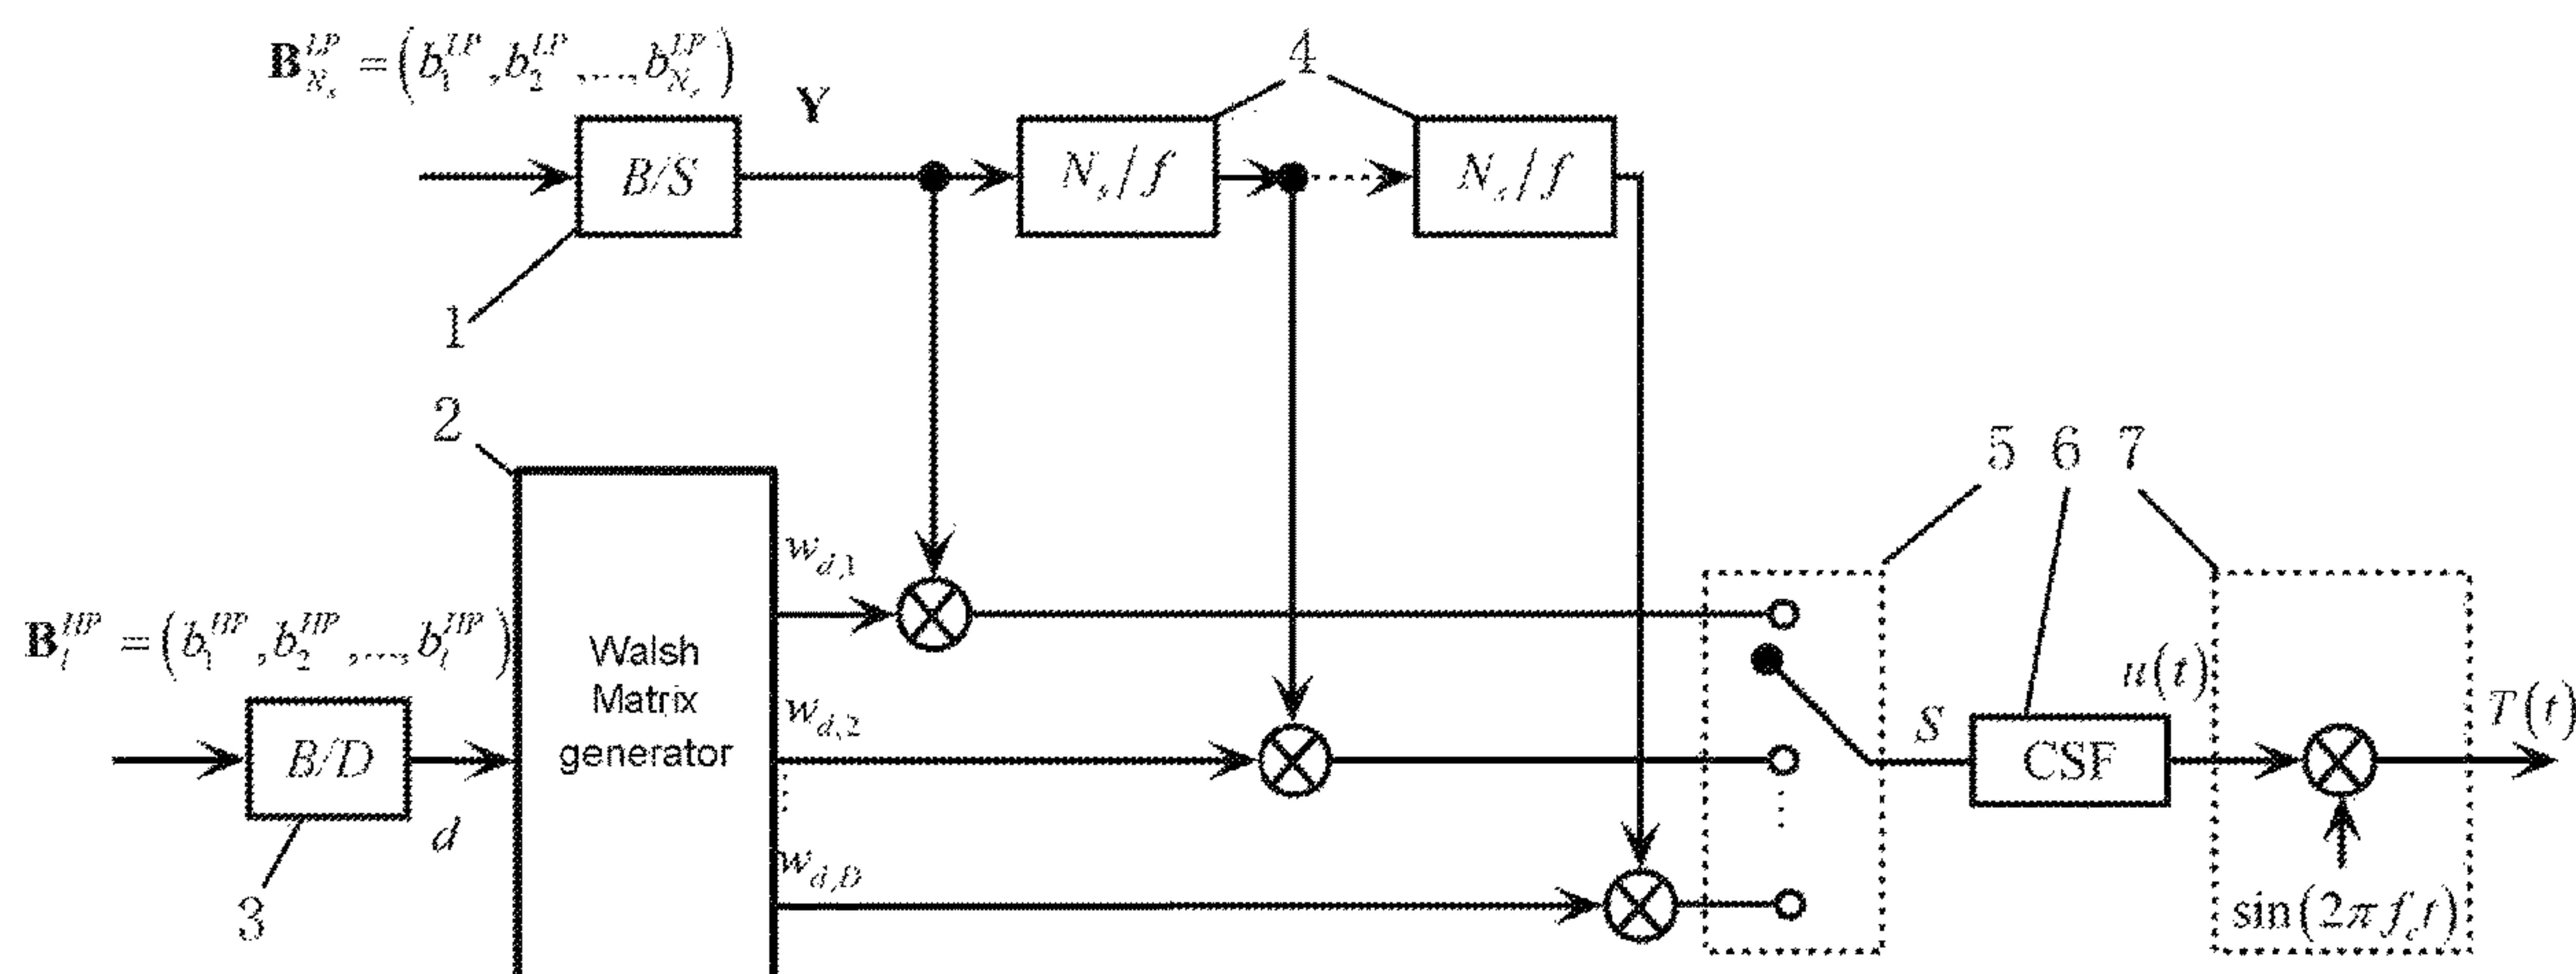 B_{N_s}^{LP} = (b_1^{LP}, b_2^{LP}, ..., b_{N_s}^{LP})
4
Y
B/S
N_s/f
N_s/f
1
2
5 6 7
w_{d,1}
B_l^{HP} = (b_1^{HP}, b_2^{HP}, ..., b_l^{HP})
Walsh
Matrix
generator
w_{d,2}
u(t)
T(t)
S
CSF
B/D
d
w_{d,D}
3
sin(2πf_ct)